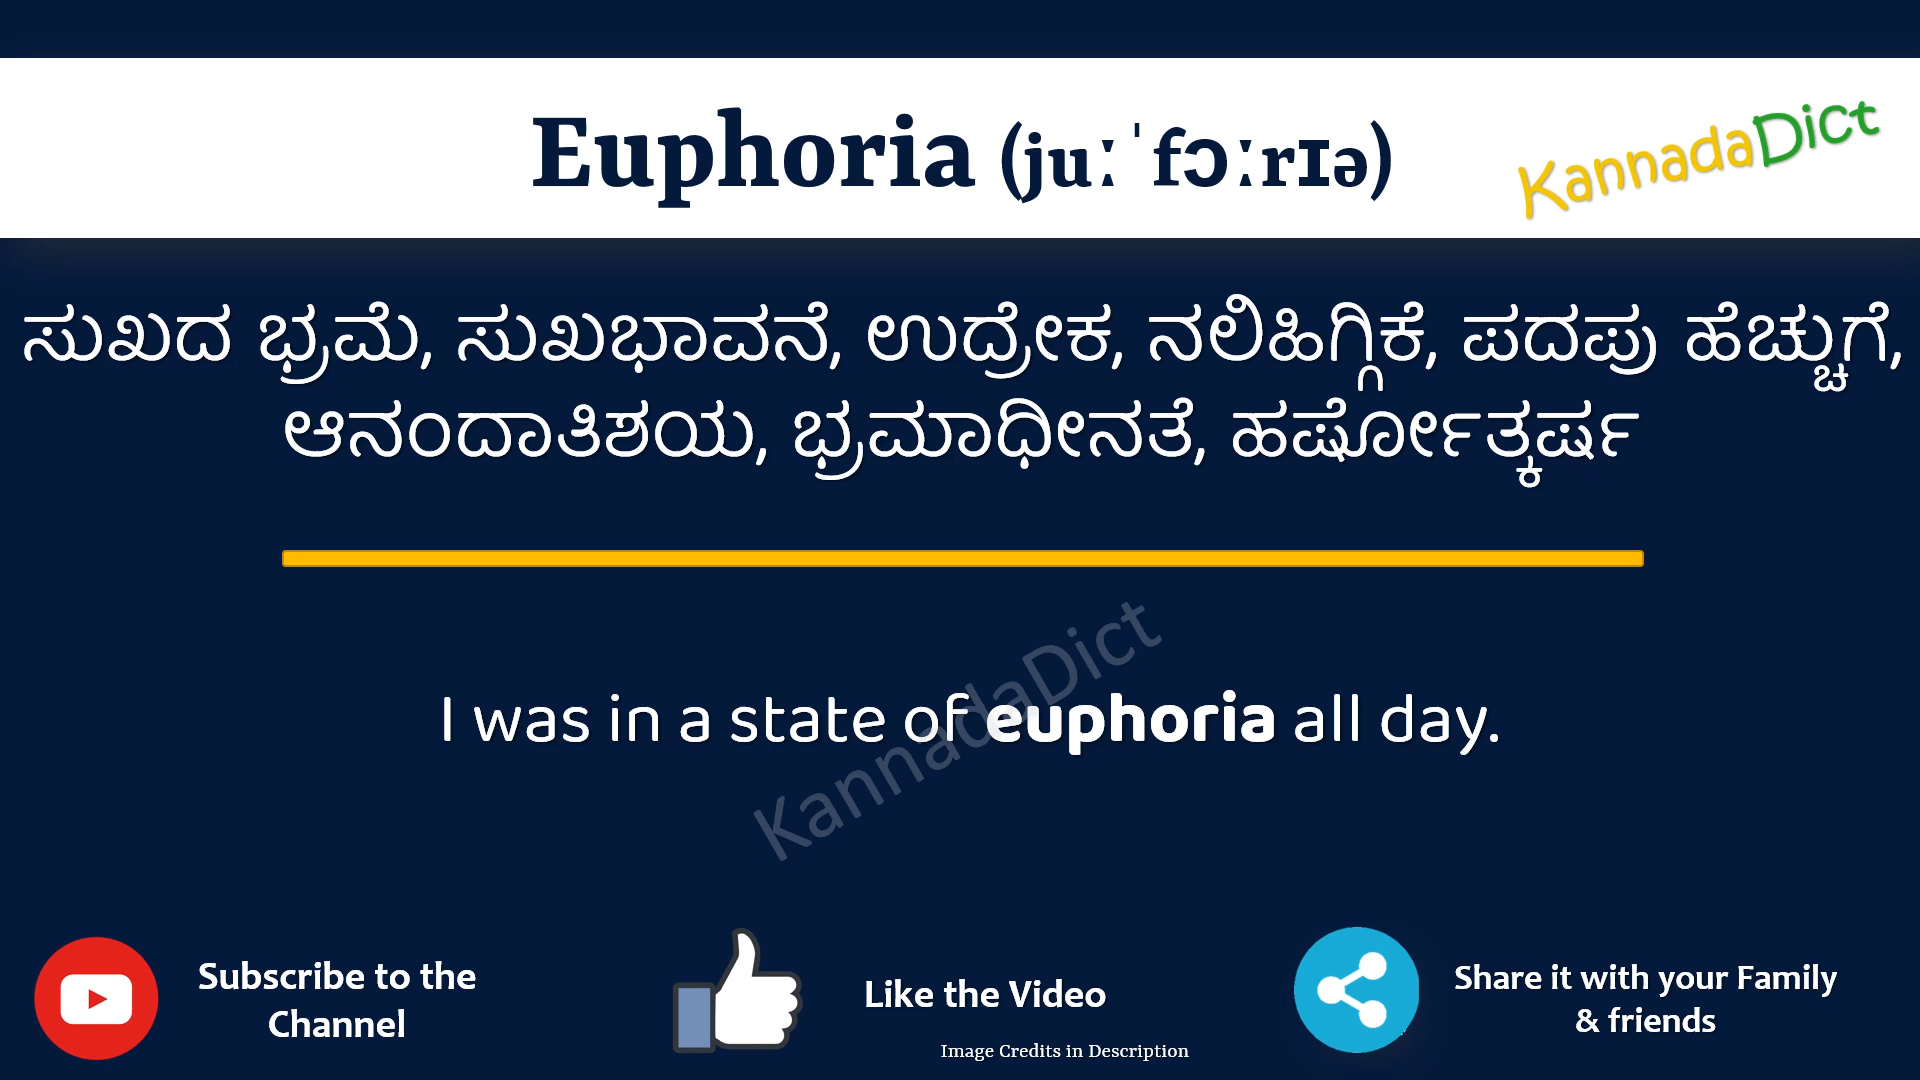 Euphoria (juːˈfɔːrɪə)
KannadaDict
ಸುಖದ ಭ್ರಮೆ, ಸುಖಭಾವನೆ, ಉದ್ರೇಕ, ನಲಿಹಿಗ್ಗಿಕೆ, ಪದಪು ಹೆಚ್ಚುಗೆ,
ಆನಂದಾತಿಶಯ, ಭ್ರಮಾಧೀನತೆ, ಹರ್ಷೋತ್ಕರ್ಷ
KannadaDict
I was in a state of euphoria all day.
Subscribe to the
Channel
Like the Video
Share it with your Family
& friends
Image Credits in Description